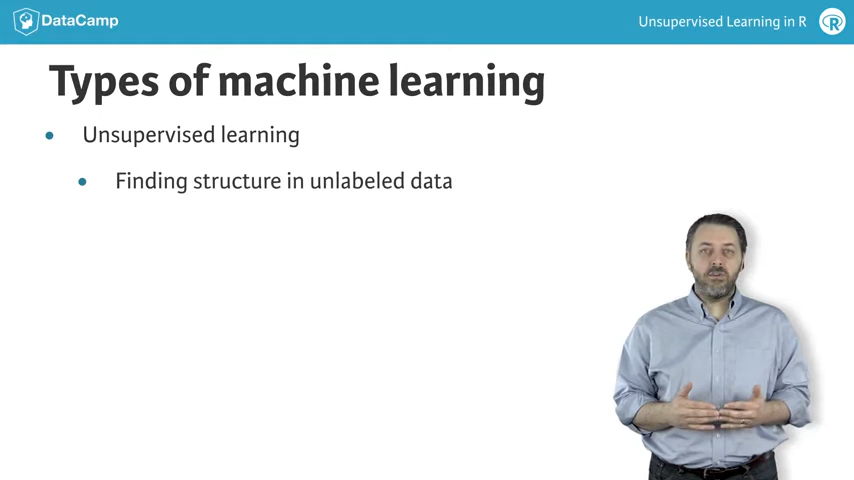 DataCamp
Unsupervised Learning in R
R
Types of machine learning
• Unsupervised learning
• Finding structure in unlabeled data